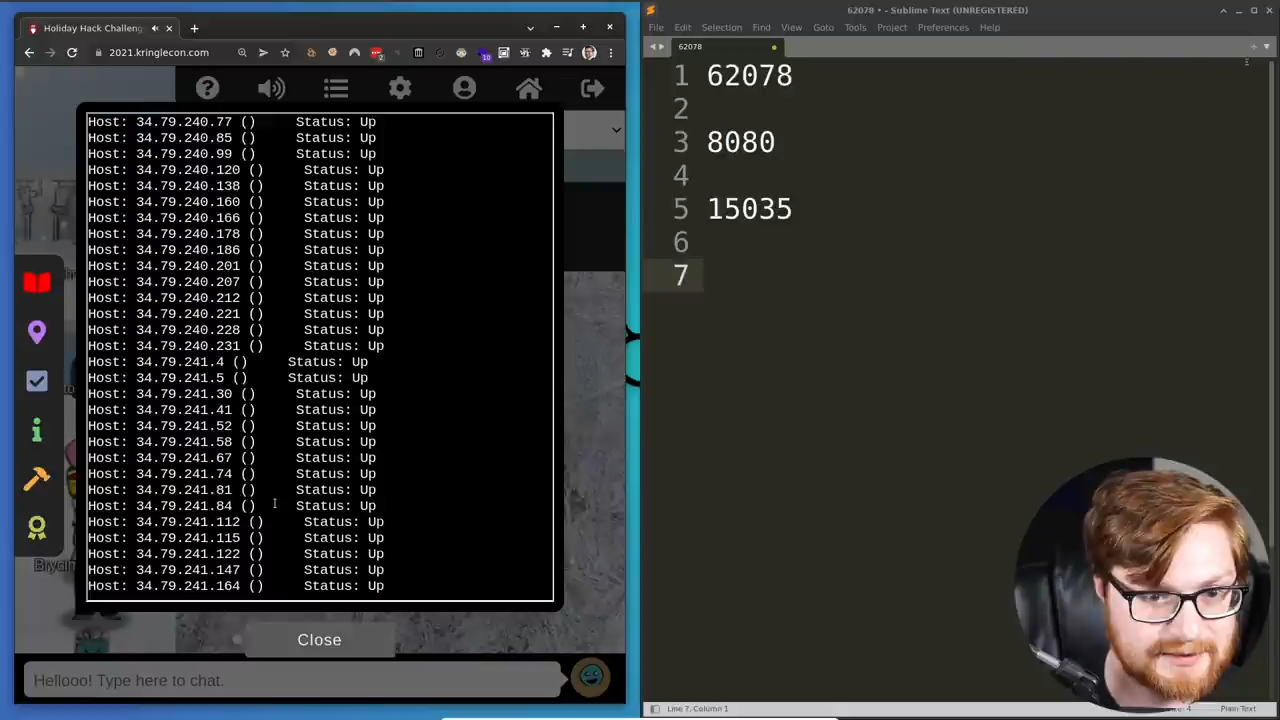 Holiday Hack Challeng
2021.kringlecon.com
2
10
Host: 34.79.240.77 ()     Status: Up
Host: 34.79.240.85 ()     Status: Up
Host: 34.79.240.99 ()     Status: Up
Host: 34.79.240.120 ()     Status: Up
Host: 34.79.240.138 ()     Status: Up
Host: 34.79.240.160 ()     Status: Up
Host: 34.79.240.166 ()     Status: Up
Host: 34.79.240.178 ()     Status: Up
Host: 34.79.240.186 ()     Status: Up
Host: 34.79.240.201 ()     Status: Up
Host: 34.79.240.207 ()     Status: Up
Host: 34.79.240.212 ()     Status: Up
Host: 34.79.240.221 ()     Status: Up
Host: 34.79.240.228 ()     Status: Up
Host: 34.79.240.231 ()     Status: Up
Host: 34.79.241.4 ()     Status: Up
Host: 34.79.241.5 ()     Status: Up
Host: 34.79.241.30 ()     Status: Up
Host: 34.79.241.41 ()     Status: Up
Host: 34.79.241.52 ()     Status: Up
Host: 34.79.241.58 ()     Status: Up
Host: 34.79.241.67 ()     Status: Up
Host: 34.79.241.74 ()     Status: Up
Host: 34.79.241.81 ()     Status: Up
Host: 34.79.241.84 ()     Status: Up
Host: 34.79.241.112 ()     Status: Up
Host: 34.79.241.115 ()     Status: Up
Host: 34.79.241.122 ()     Status: Up
Host: 34.79.241.147 ()     Status: Up
Host: 34.79.241.164 ()     Status: Up
Close
Hellooo! Type here to chat.
62078 • - Sublime Text (UNREGISTERED)
File Edit Selection Find View Goto Tools Project Preferences Help
62078
1 62078
2
3 8080
4
5 15035
6
7
Line 7, Column 1
Plain Text